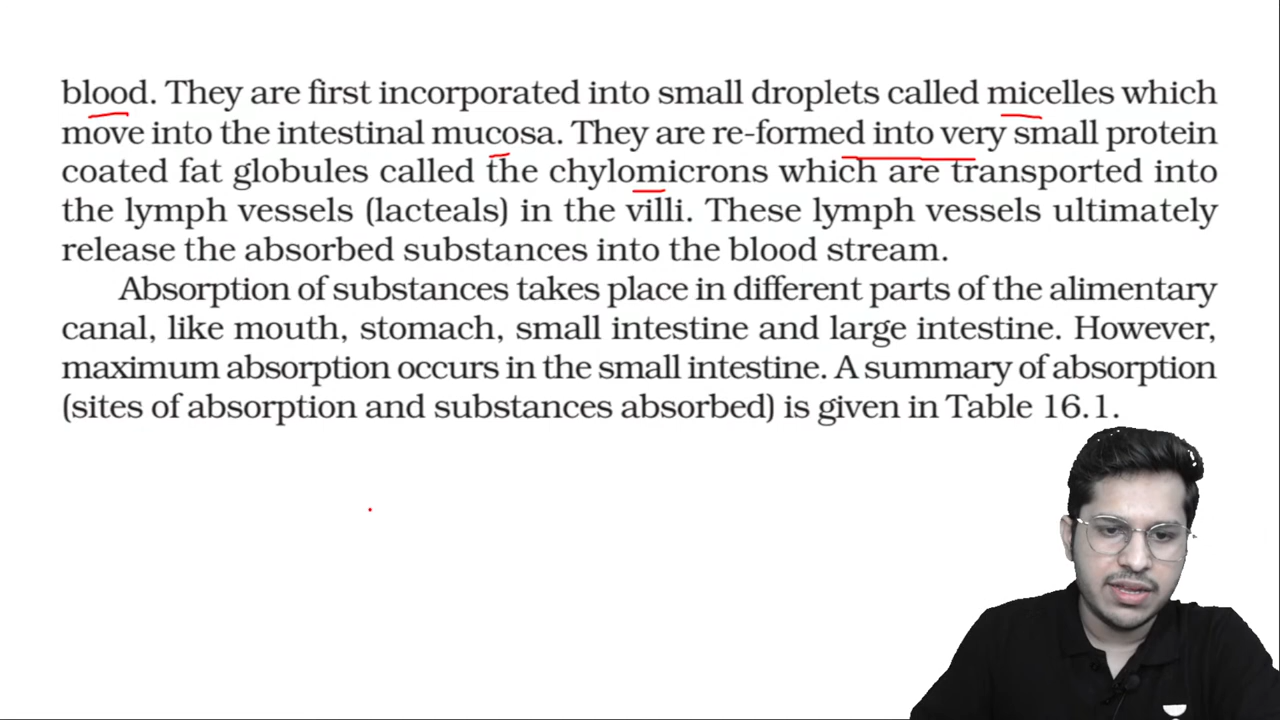 blood. They are first incorporated into small droplets called micelles which
move into the intestinal mucosa. They are re-formed into very small protein
coated fat globules called the chylomicrons which are transported into
the lymph vessels (lacteals) in the villi. These lymph vessels ultimately
release the absorbed substances into the blood stream.
Absorption of substances takes place in different parts of the alimentary
canal, like mouth, stomach, small intestine and large intestine. However,
maximum absorption occurs in the small intestine. A summary of absorption
(sites of absorption and substances absorbed) is given in Table 16.1.